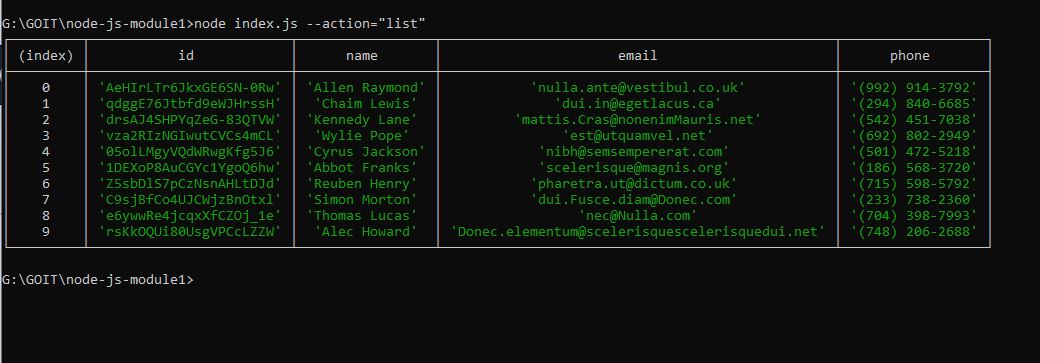 G:\GOIT\node-js-module1>node index.js --action="list"
(index) id name email phone
0 'AeHIrLTr6JkxGE6SN-0Rw' 'Allen Raymond' 'nulla.ante@vestibul.co.uk' '(992) 914-3792'
1 'qdggE76Jtbfd9eWJHrssH' 'Chaim Lewis' 'dui.in@egetlacus.ca' '(294) 840-6685'
2 'drsAJ4SHPYqZeG-83QTVW' 'Kennedy Lane' 'mattis.Cras@nonenimMauris.net' '(542) 451-7038'
3 'vza2RIzNGIwutCVCs4mCL' 'Wylie Pope' 'est@utquamvel.net' '(692) 802-2949'
4 '05olLMgyVQdWRwgKfg5J6' 'Cyrus Jackson' 'nibh@semsempererat.com' '(501) 472-5218'
5 '1DEXoP8AuCGYc1YgoQ6hw' 'Abbot Franks' 'scelerisque@magnis.org' '(186) 568-3720'
6 'Z5sbDlS7pCzNsnAHLtDJd' 'Reuben Henry' 'pharetra.ut@dictum.co.uk' '(715) 598-5792'
7 'C9sjBfCo4UJCWjzBnOtxl' 'Simon Morton' 'dui.Fusce.diam@Donec.com' '(233) 738-2360'
8 'e6ywwRe4jcqxXfCZOj_1e' 'Thomas Lucas' 'nec@Nulla.com' '(704) 398-7993'
9 'rsKkOQUi80UsgVPCcLZZW' 'Alec Howard' 'Donec.elementum@scelerisquescelerisquedui.net' '(748) 206-2688'
G:\GOIT\node-js-module1>